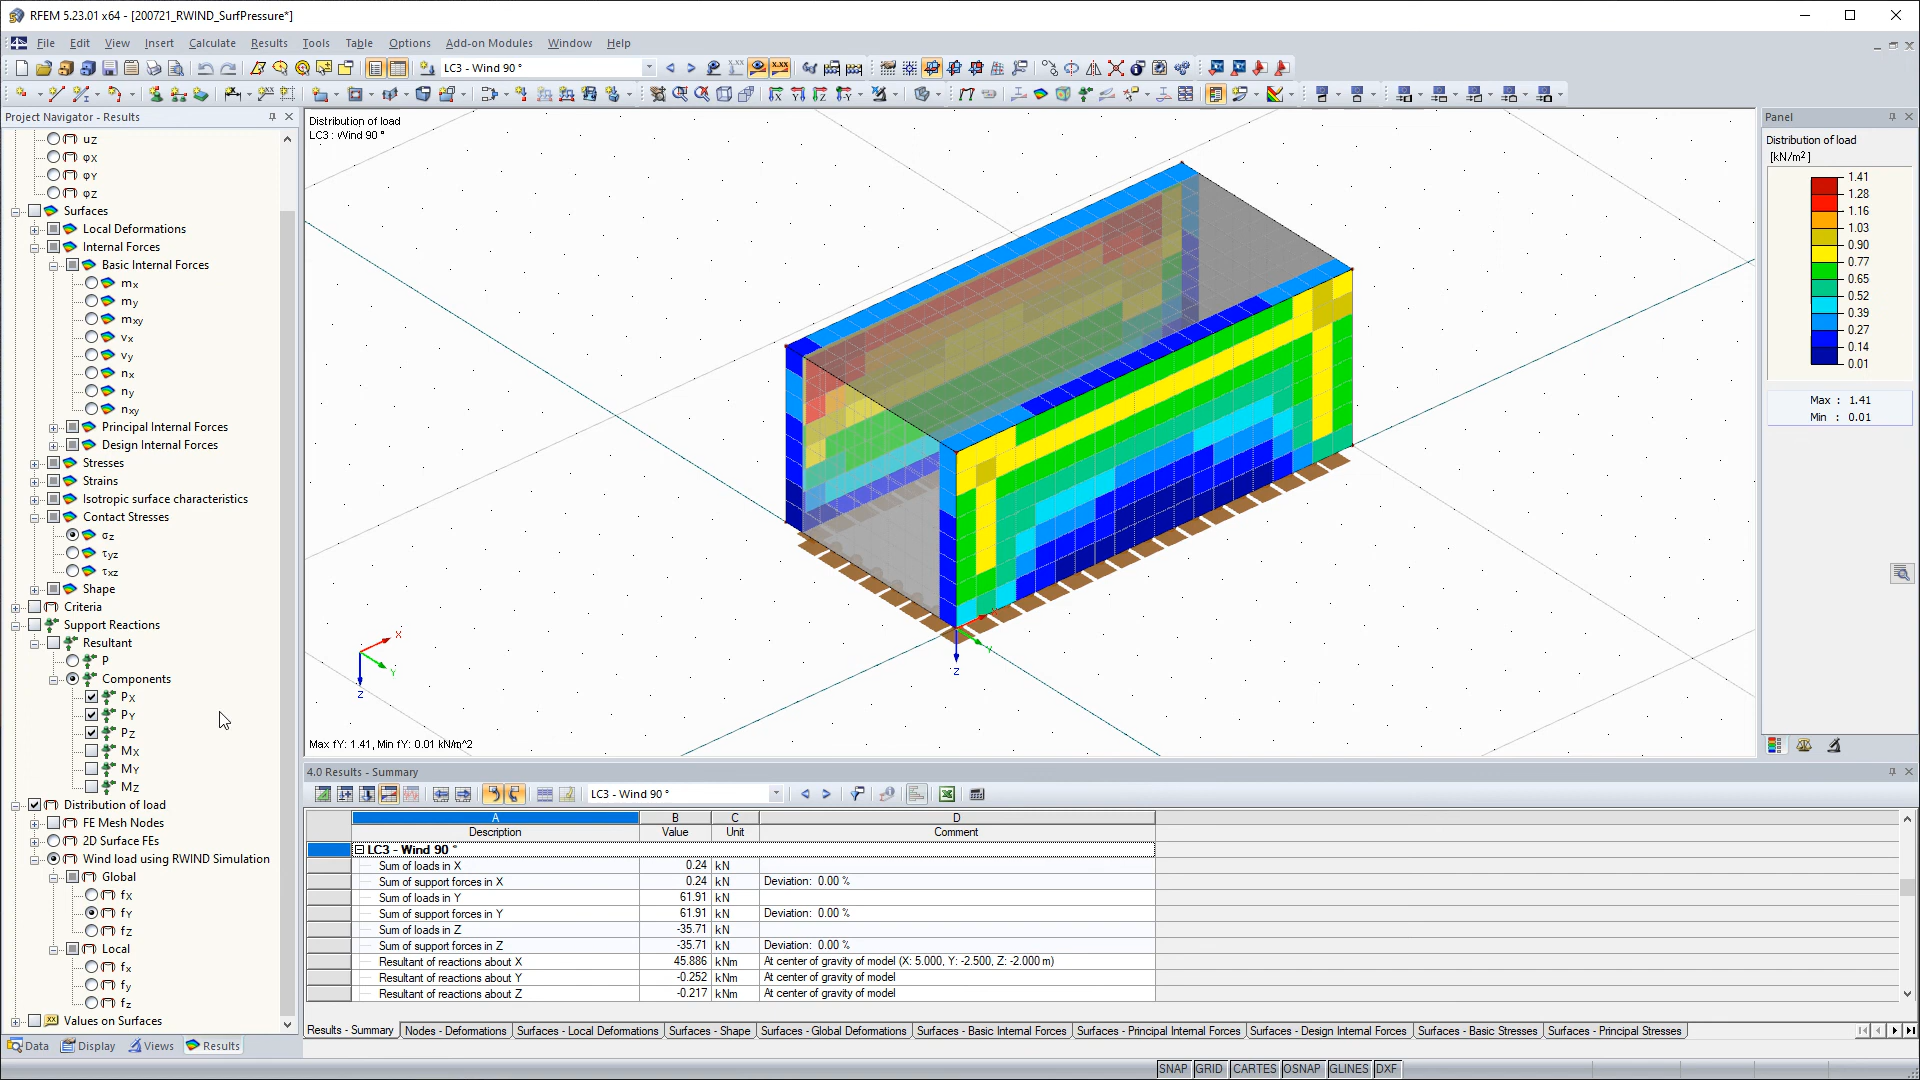 RFEM 5.23.01 x64 - [200721_RWIND_SurfPressure*]
File Edit View Insert Calculate Results Tools Table Options Add-on Modules Window Help
LC3 - Wind 90 °
Project Navigator - Results
uZ
φX
φY
φZ
Surfaces
Local Deformations
Internal Forces
Basic Internal Forces
mx
my
mxy
vx
vy
nx
ny
nxy
Principal Internal Forces
Design Internal Forces
Stresses
Strains
Isotropic surface characteristics
Contact Stresses
σz
τyz
τxz
Shape
Criteria
Support Reactions
Resultant
P
Components
PX
PY
PZ
MX
MY
MZ
Distribution of load
FE Mesh Nodes
2D Surface FEs
Wind load using RWIND Simulation
Global
fX
fY
fZ
Local
fx
fy
fz
Values on Surfaces
Data Display Views Results
Distribution of load
LC3 : Wind 90 °
X
Y
Z
Y
Z
Max fY: 1.41, Min fY: 0.01 kN/m^2
Panel
Distribution of load
[kN/m²]
1.41
1.28
1.16
1.03
0.90
0.77
0.65
0.52
0.39
0.27
0.14
0.01
Max : 1.41
Min : 0.01
4.0 Results - Summary
LC3 - Wind 90 °
A B C D
Description Value Unit Comment
LC3 - Wind 90 °
Sum of loads in X 0.24 kN
Sum of support forces in X 0.24 kN Deviation: 0.00 %
Sum of loads in Y 61.91 kN
Sum of support forces in Y 61.91 kN Deviation: 0.00 %
Sum of loads in Z -35.71 kN
Sum of support forces in Z -35.71 kN Deviation: 0.00 %
Resultant of reactions about X 45.886 kNm At center of gravity of model (X: 5.000, Y: -2.500, Z: -2.000 m)
Resultant of reactions about Y -0.252 kNm At center of gravity of model
Resultant of reactions about Z -0.217 kNm At center of gravity of model
Results - Summary Nodes - Deformations Surfaces - Local Deformations Surfaces - Shape Surfaces - Global Deformations Surfaces - Basic Internal Forces Surfaces - Principal Internal Forces Surfaces - Design Internal Forces Surfaces - Basic Stresses Surfaces - Principal Stresses
SNAP GRID CARTES OSNAP GLINES DXF